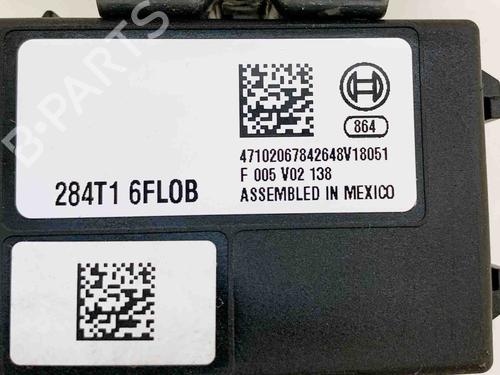 864
47102067842648V18051
F 005 V02 138
ASSEMBLED IN MEXICO
284T1 6FL0B
B-PARTS